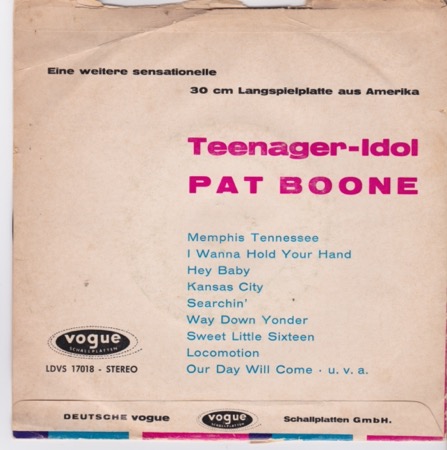 Eine weitere sensationelle
30 cm Langspielplatte aus Amerika
Teenager-Idol
PAT BOONE
Memphis Tennessee
I Wanna Hold Your Hand
Hey Baby
Kansas City
Searchin'
Way Down Yonder
Sweet Little Sixteen
Locomotion
Our Day Will Come · u. v. a.
vogue
SCHALLPLATTEN
LDVS 17018 - STEREO
DEUTSCHE vogue vogue SCHALLPLATTEN Schallplatten GmbH.